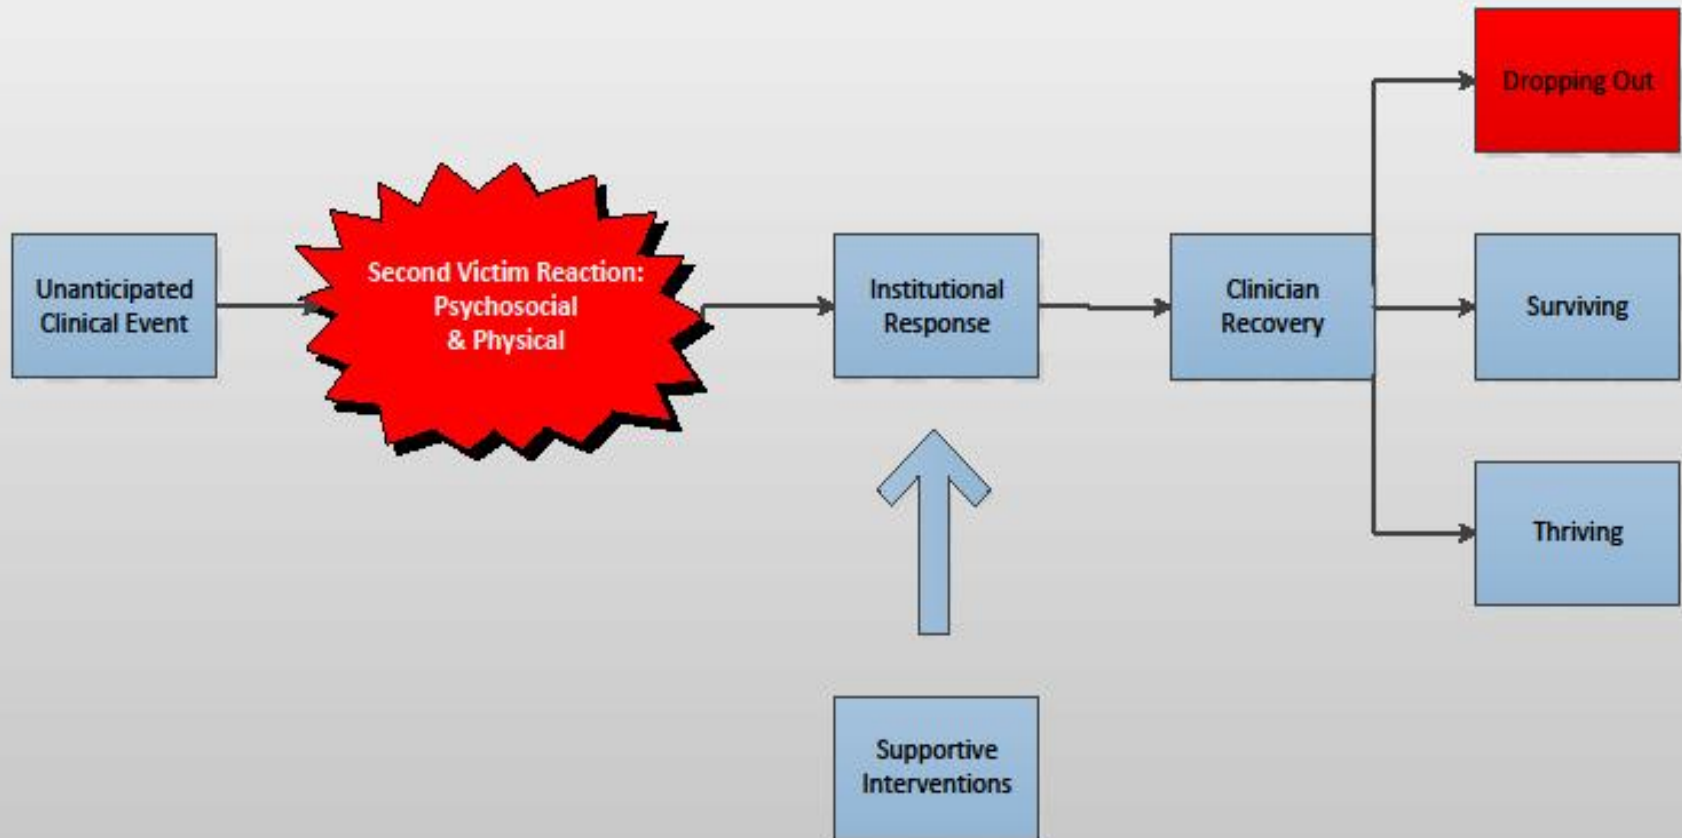 Unanticipated
Clinical Event
Second Victim Reaction:
Psychosocial
& Physical
Institutional
Response
Clinician
Recovery
Dropping Out
Surviving
Thriving
Supportive
Interventions